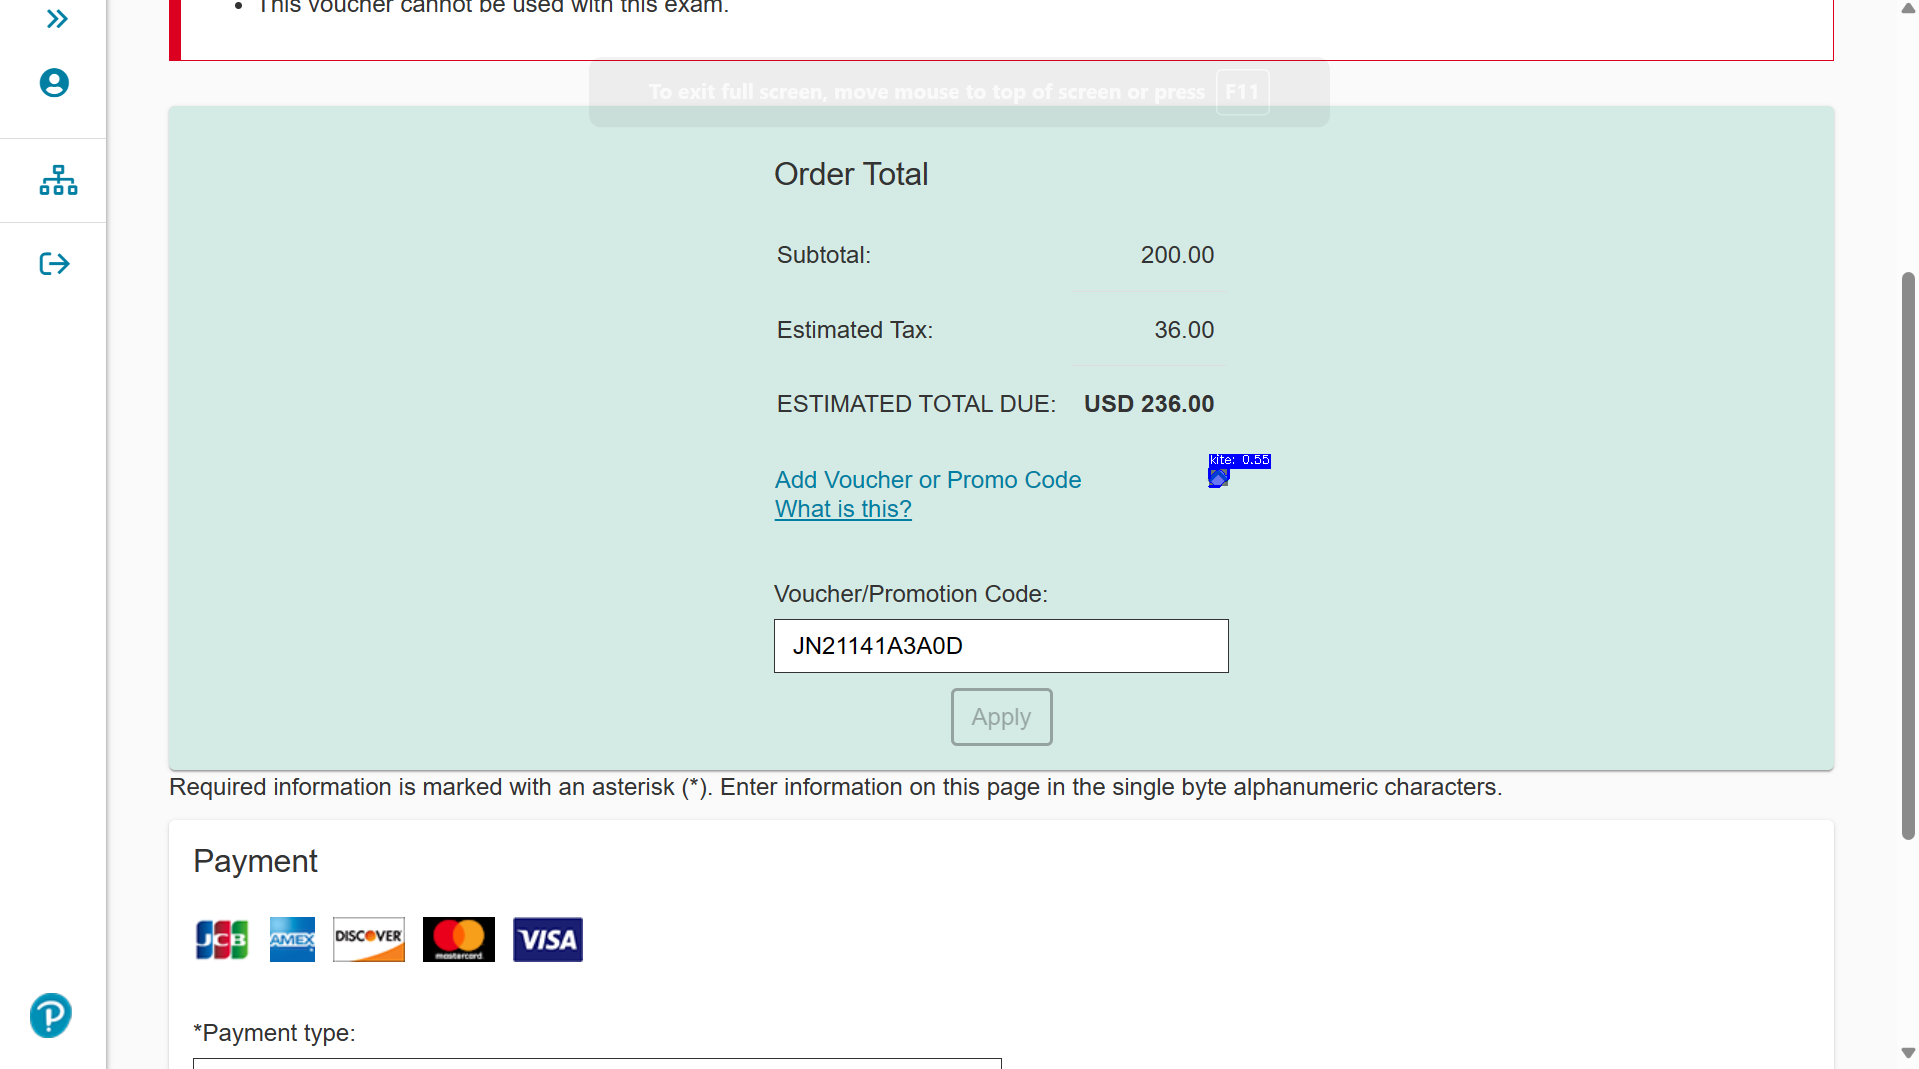 This voucher cannot be used with this exam.
To exit full screen, move mouse to top of screen or press F11
Order Total
Subtotal: 200.00
Estimated Tax: 36.00
ESTIMATED TOTAL DUE: USD 236.00
kite: 0.55
Add Voucher or Promo Code
What is this?
Voucher/Promotion Code:
JN21141A3A0D
Apply
Required information is marked with an asterisk (*). Enter information on this page in the single byte alphanumeric characters.
Payment
JCB AMEX DISCOVER mastercard VISA
*Payment type: